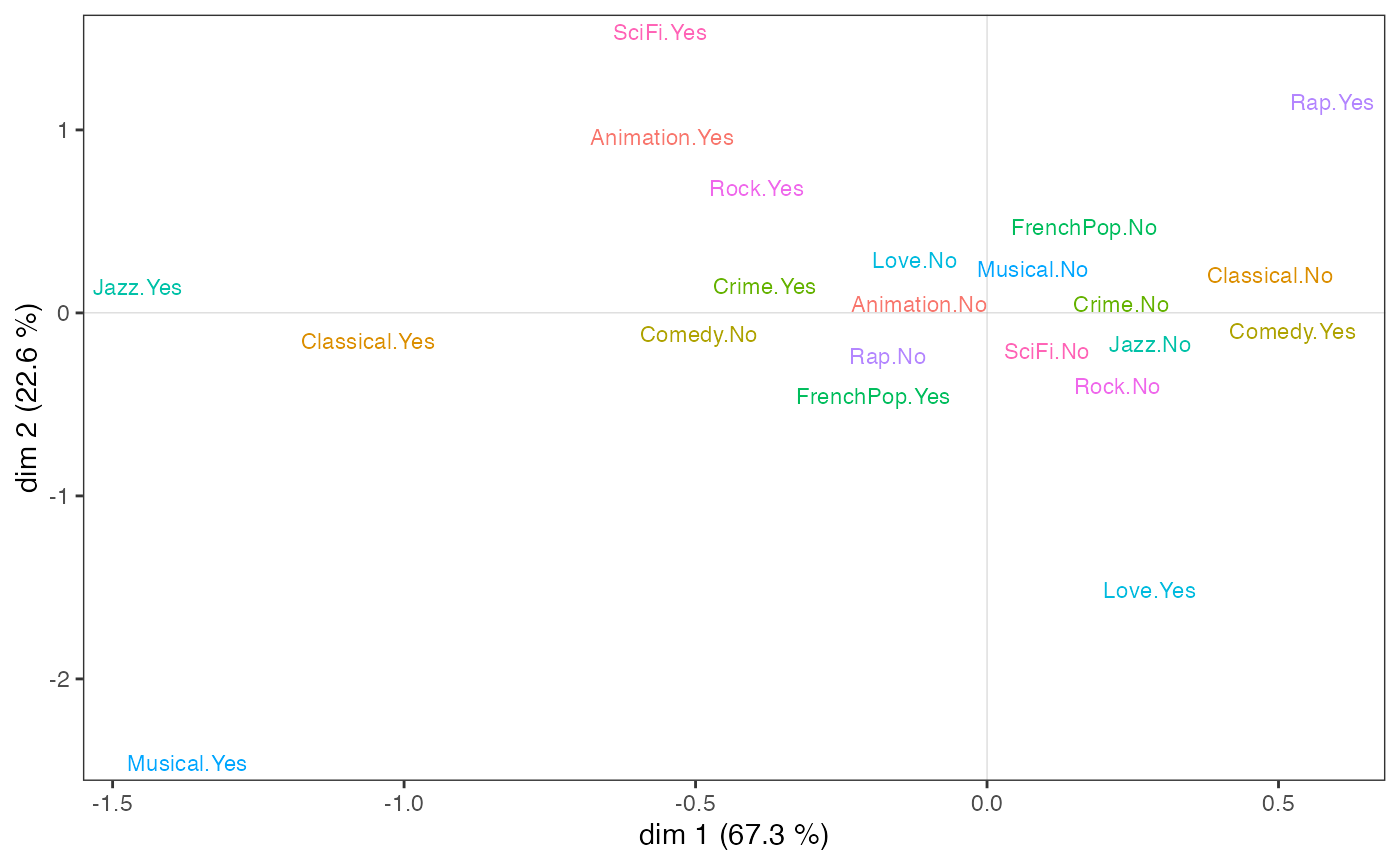 SciFi.Yes
Rap.Yes
1
Animation.Yes
Rock.Yes
FrenchPop.No
Love.No
Musical.No
Classical.No
Jazz.Yes
Crime.Yes
Animation.No
Crime.No
0
Comedy.No
Comedy.Yes
Classical.Yes
Rap.No
SciFi.No
Jazz.No
Rock.No
FrenchPop.Yes
dim 2 (22.6 %)
-1
Love.Yes
-2
Musical.Yes
-1.5
-1.0
-0.5
0.0
0.5
dim 1 (67.3 %)